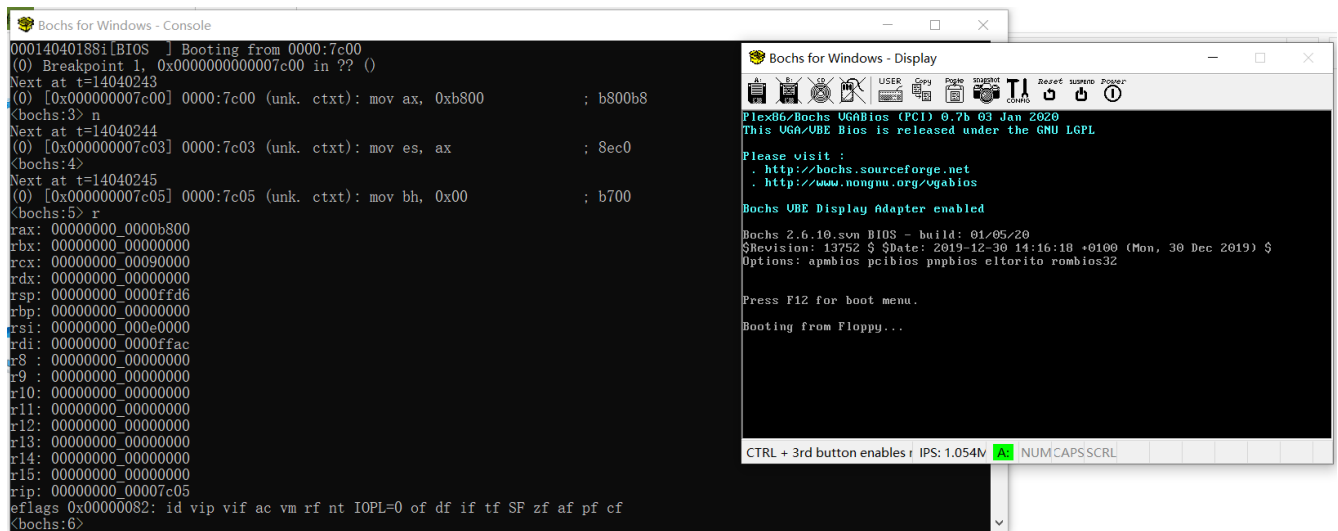 Bochs for Windows - Console
00014040188i[BIOS  ] Booting from 0000:7c00
(0) Breakpoint 1, 0x0000000000007c00 in ?? ()
Next at t=14040243
(0) [0x000000007c00] 0000:7c00 (unk. ctxt): mov ax, 0xb800            ; b800b8
<bochs:3> n
Next at t=14040244
(0) [0x000000007c03] 0000:7c03 (unk. ctxt): mov es, ax                ; 8ec0
<bochs:4>
Next at t=14040245
(0) [0x000000007c05] 0000:7c05 (unk. ctxt): mov bh, 0x00              ; b700
<bochs:5> r
rax: 00000000_0000b800
rbx: 00000000_00000000
rcx: 00000000_00090000
rdx: 00000000_00000000
rsp: 00000000_0000ffd6
rbp: 00000000_00000000
rsi: 00000000_000e0000
rdi: 00000000_0000ffac
r8 : 00000000_00000000
r9 : 00000000_00000000
r10: 00000000_00000000
r11: 00000000_00000000
r12: 00000000_00000000
r13: 00000000_00000000
r14: 00000000_00000000
r15: 00000000_00000000
rip: 00000000_00007c05
eflags 0x00000082: id vip vif ac vm rf nt IOPL=0 of df if tf SF zf af pf cf
<bochs:6>
Bochs for Windows - Display
A: B: CD USER Copy Paste snapshot CONFIG Reset SUSPEND Power
Plex86/Bochs VGABios (PCI) 0.7b 03 Jan 2020
This VGA/VBE Bios is released under the GNU LGPL
Please visit :
. http://bochs.sourceforge.net
. http://www.nongnu.org/vgabios
Bochs VBE Display Adapter enabled
Bochs 2.6.10.svn BIOS - build: 01/05/20
$Revision: 13752 $ $Date: 2019-12-30 14:16:18 +0100 (Mon, 30 Dec 2019) $
Options: apmbios pcibios pnpbios eltorito rombios32
Press F12 for boot menu.
Booting from Floppy...
CTRL + 3rd button enables r IPS: 1.054M A: NUM CAPS SCRL